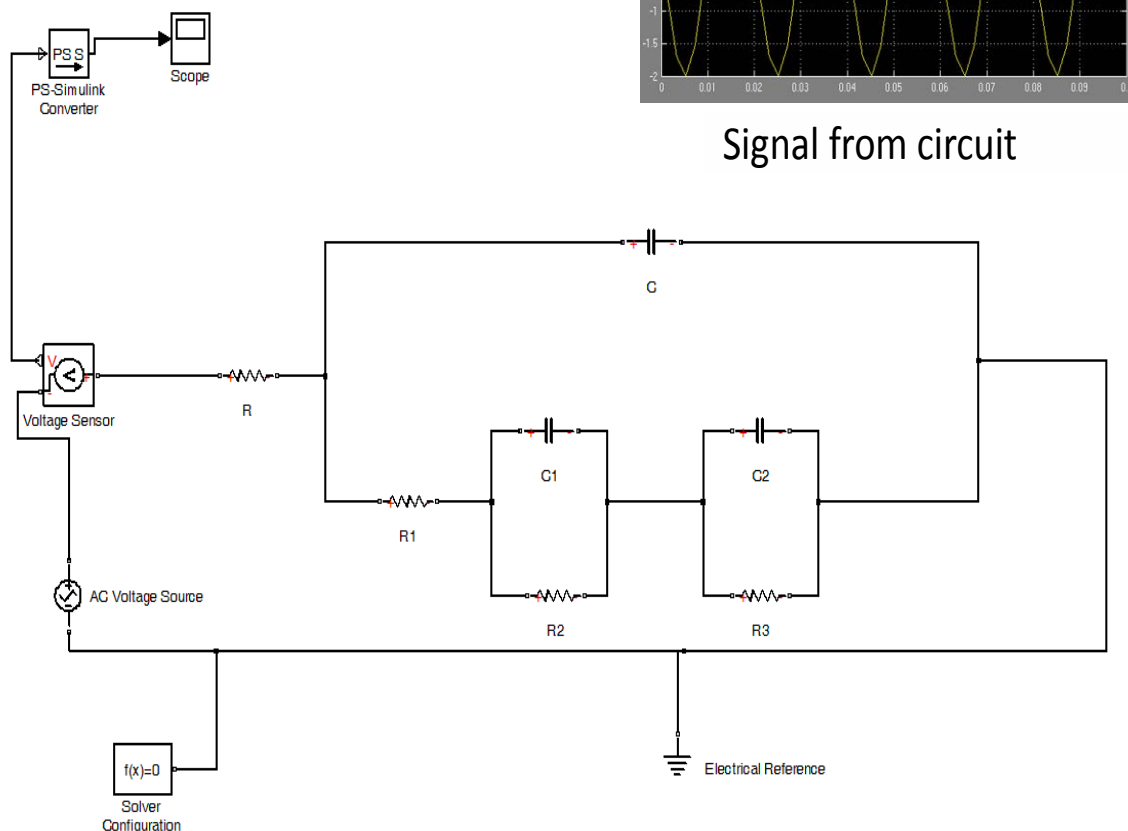 -1
-1.5
-2
0 0.01 0.02 0.03 0.04 0.05 0.06 0.07 0.08 0.09
Signal from circuit
PS S
PS-Simulink
Converter
Scope
+ -
C
V
+
-
Voltage Sensor
+
R
+ -
C1
+ -
C2
+
R1
+
R2
+
R3
AC Voltage Source
f(x)=0
Solver
Configuration
Electrical Reference